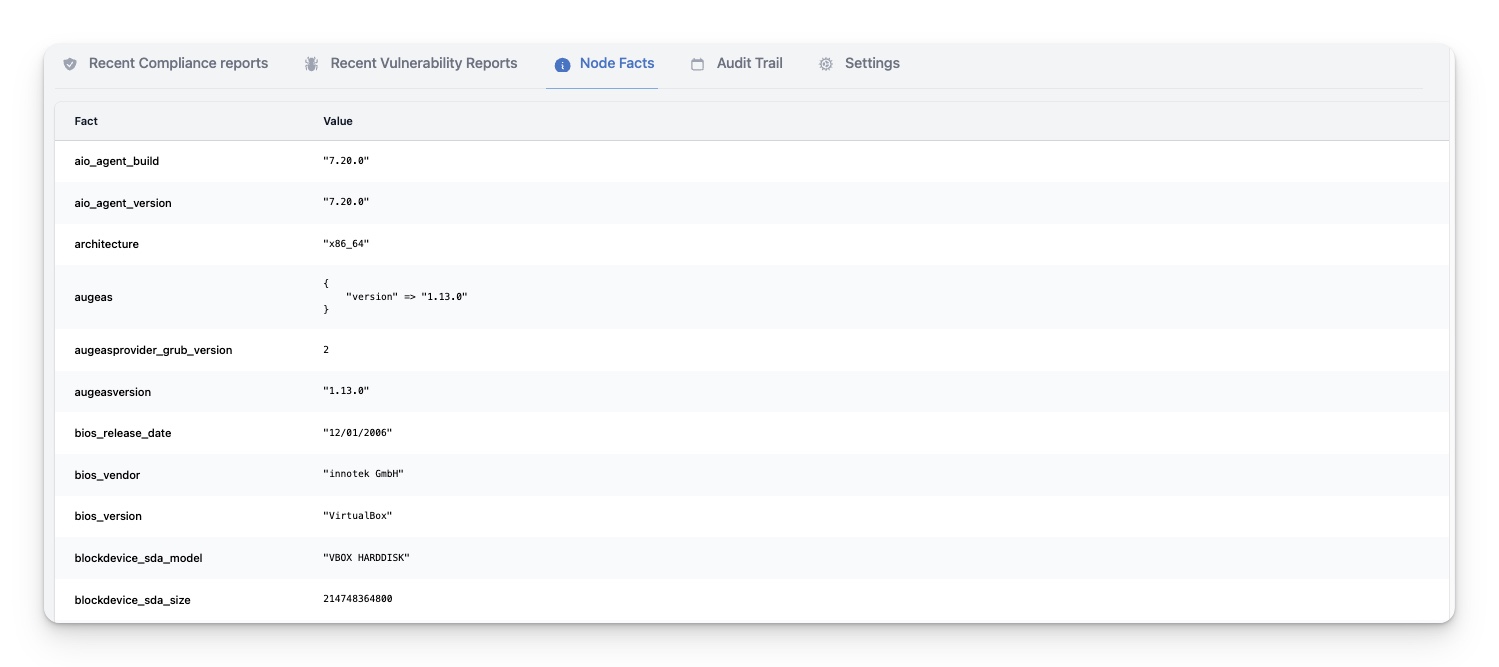 Recent Compliance reports Recent Vulnerability Reports Node Facts Audit Trail Settings
Fact Value
aio_agent_build "7.20.0"
aio_agent_version "7.20.0"
architecture "x86_64"
augeas {
"version" => "1.13.0"
}
augeasprovider_grub_version 2
augeasversion "1.13.0"
bios_release_date "12/01/2006"
bios_vendor "innotek GmbH"
bios_version "VirtualBox"
blockdevice_sda_model "VBOX HARDDISK"
blockdevice_sda_size 214748364800